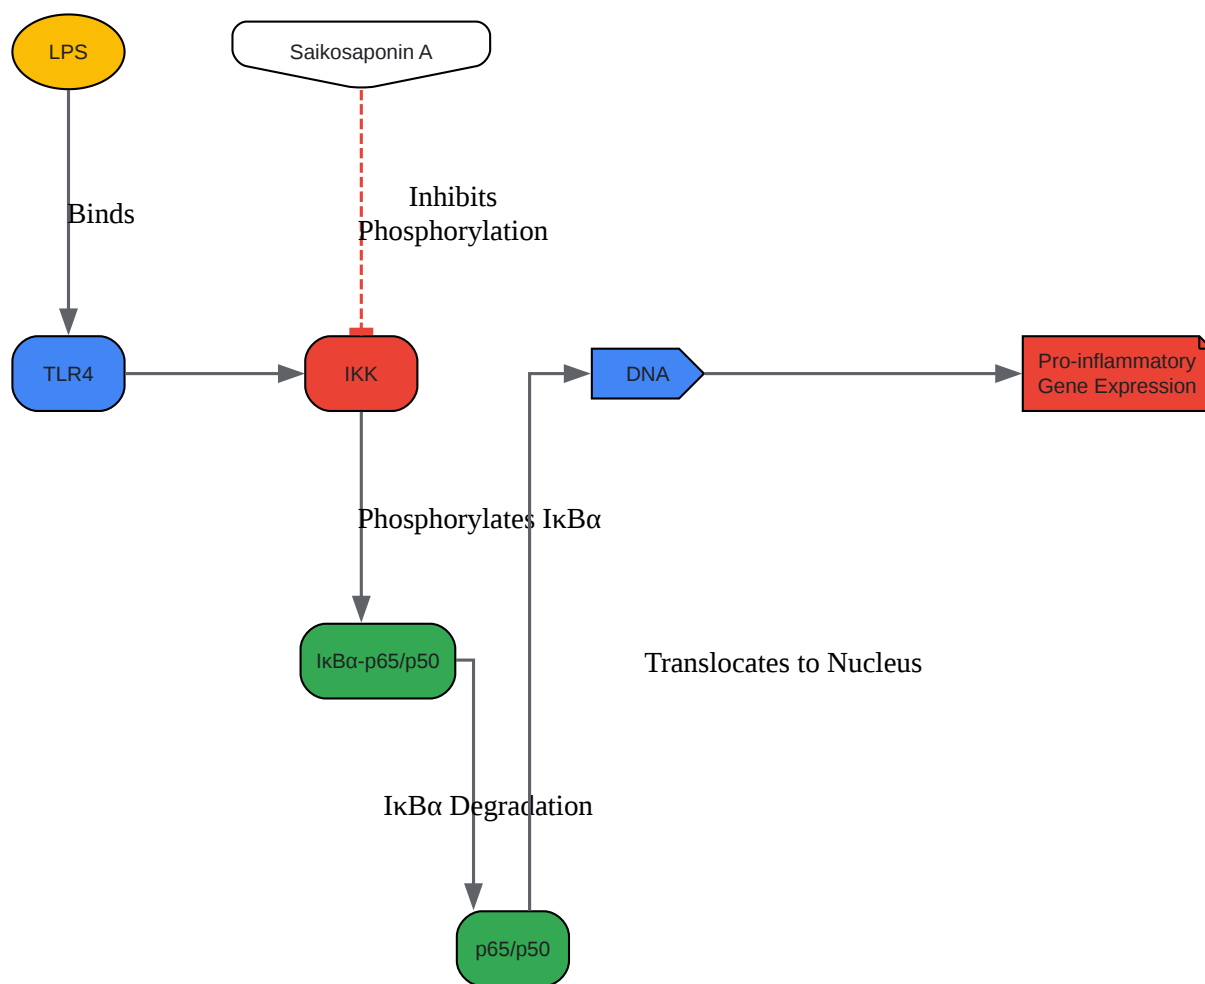 LPS
Saikosaponin A
Binds
Inhibits
Phosphorylation
TLR4
IKK
DNA
Pro-inflammatory
Gene Expression
Phosphorylates IκBα
IκBα-p65/p50
Translocates to Nucleus
IκBα Degradation
p65/p50